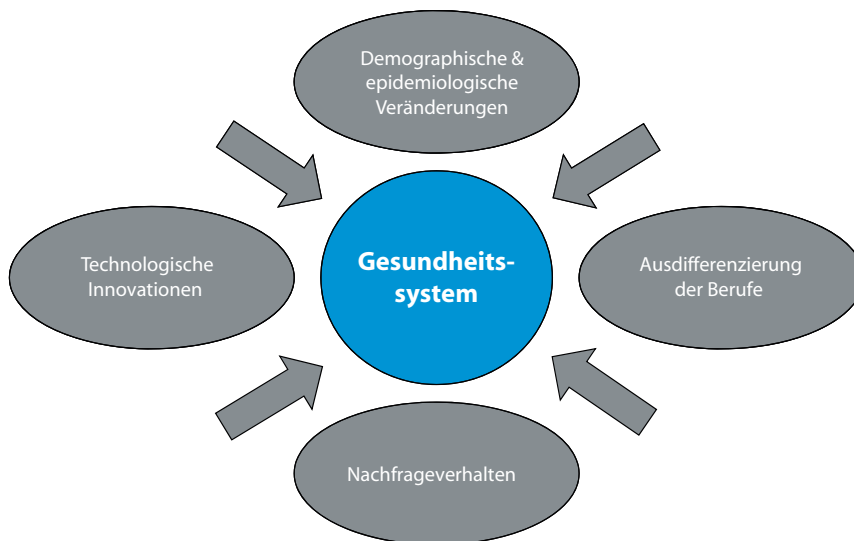 Demographische &
epidemiologische
Veränderungen
Technologische
Innovationen
Gesundheits-
system
Ausdifferenzierung
der Berufe
Nachfrageverhalten